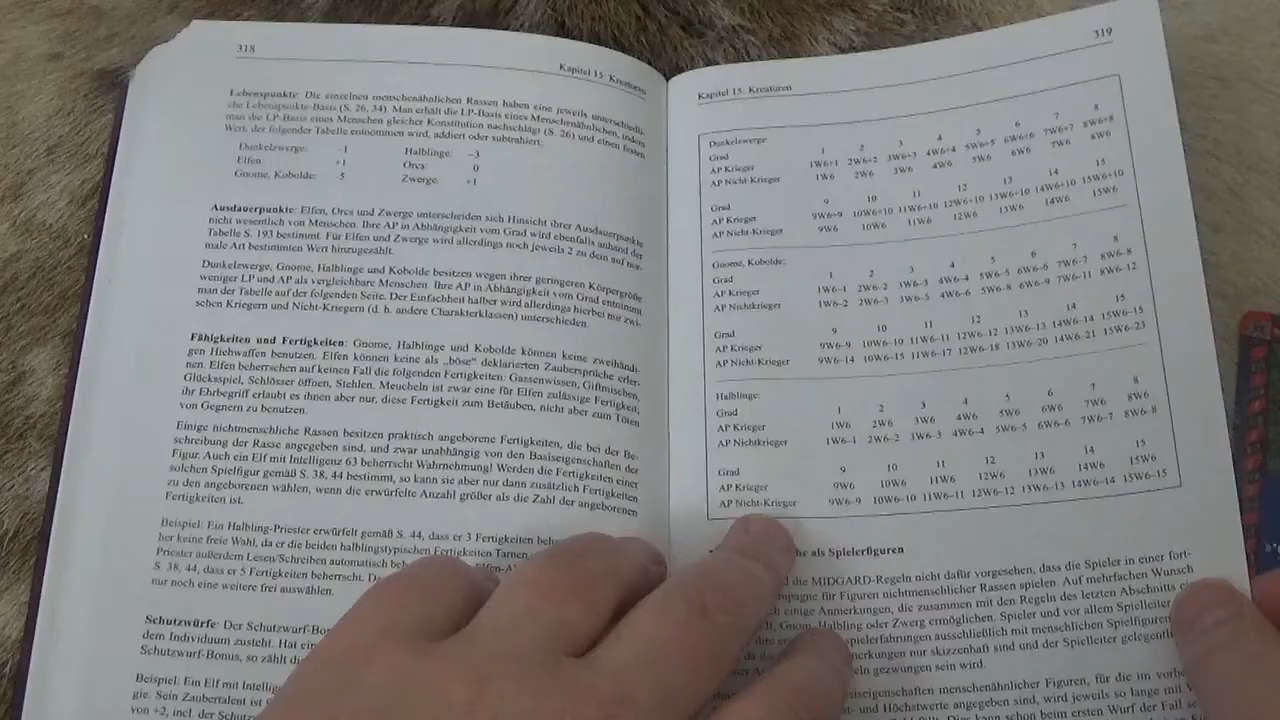 318
Kapitel 15. Kreaturen
Lebenspunkte: Die einzelnen menschenähnlichen Rassen haben eine jeweils unterschiedli-
che Lebenspunkte-Basis (S. 26, 34). Man erhält die LP-Basis eines Menschenähnlichen, indem
man die LP-Basis eines Menschen gleicher Konstitution nachschlägt (S. 26) und einen festen
Wert, der folgender Tabelle entnommen wird, addiert oder subtrahiert:
Dunkelzwerge: -1 Halblinge: -3
Elfen: +1 Orcs: 0
Gnome, Kobolde: 5 Zwerge: +1
Ausdauerpunkte: Elfen, Orcs und Zwerge unterscheiden sich Hinsicht ihrer Ausdauerpunkte
nicht wesentlich von Menschen. Ihre AP in Abhängigkeit vom Grad wird ebenfalls anhand der
Tabelle S. 193 bestimmt. Für Elfen und Zwerge wird allerdings noch jeweils 2 zu dem auf nor-
male Art bestimmten Wert hinzugezählt.
Dunkelzwerge, Gnome, Halblinge und Kobolde besitzen wegen ihrer geringeren Körpergröße
weniger LP und AP als vergleichbare Menschen. Ihre AP in Abhängigkeit vom Grad entnimmt
man der Tabelle auf der folgenden Seite. Der Einfachheit halber wird allerdings hierbei nur zwi-
schen Kriegern und Nicht-Kriegern (d. h. andere Charakterklassen) unterschieden.
Fähigkeiten und Fertigkeiten: Gnome, Halblinge und Kobolde können keine zweihändi-
gen Hiebwaffen benutzen. Elfen können keine als „böse" deklarierten Zaubersprüche erler-
nen. Elfen beherrschen auf keinen Fall die folgenden Fertigkeiten: Gassenwissen, Giftmischen,
Glücksspiel, Schlösser öffnen, Stehlen. Meucheln ist zwar eine für Elfen zulässige Fertigkeit,
ihr Ehrbegriff erlaubt es ihnen aber nur, diese Fertigkeit zum Betäuben, nicht aber zum Töten
von Gegnern zu benutzen.
Einige nichtmenschliche Rassen besitzen praktisch angeborene Fertigkeiten, die bei der Be-
schreibung der Rasse angegeben sind, und zwar unabhängig von den Basiseigenschaften der
Figur. Auch ein Elf mit Intelligenz 63 beherrscht Wahrnehmung! Werden die Fertigkeiten einer
solchen Spielfigur gemäß S. 38, 44 bestimmt, so kann sie aber nur dann zusätzlich Fertigkeiten
zu den angeborenen wählen, wenn die erwürfelte Anzahl größer als die Zahl der angeborenen
Fertigkeiten ist.
Beispiel: Ein Halbling-Priester erwürfelt gemäß S. 44, dass er 3 Fertigkeiten
her keine freie Wahl, da er die beiden halblingstypischen Fertigkeiten Tarnen
Priester außerdem Lesen/Schreiben automatisch
S. 38, 44, dass er 5 Fertigkeiten beherrscht.
nur noch eine weitere frei auswählen.
Schutzwürfe: Der Schutzwurf-
dem Individuum zusteht. Hat
Schutzwurf-Bonus, so zählt
Beispiel: Ein Elf mit
gie. Sein Zaubertalent ist
von +2, incl. der
319
Kapitel 15. Kreaturen
Dunkelzwerge:
Grad 1 2 3 4 5 6 7 8
AP Krieger 1W6+1 2W6+2 3W6+3 4W6+4 5W6+5 6W6+6 7W6+7 8W6+8
AP Nicht-Krieger 1W6 2W6 3W6 4W6 5W6 6W6 7W6 8W6
Grad 9 10 11 12 13 14 15
AP Krieger 9W6+9 10W6+10 11W6+10 12W6+10 13W6+10 14W6+10 15W6+10
AP Nicht-Krieger 9W6 10W6 11W6 12W6 13W6 14W6 15W6
Gnome, Kobolde:
Grad 1 2 3 4 5 6 7 8
AP Krieger 1W6-1 2W6-2 3W6-3 4W6-4 5W6-5 6W6-6 7W6-7 8W6-8
AP Nichtkrieger 1W6-2 2W6-3 3W6-5 4W6-6 5W6-8 6W6-9 7W6-11 8W6-12
Grad 9 10 11 12 13 14 15
AP Krieger 9W6-9 10W6-10 11W6-11 12W6-12 13W6-13 14W6-14 15W6-15
AP Nicht-Krieger 9W6-14 10W6-15 11W6-17 12W6-18 13W6-20 14W6-21 15W6-23
Halblinge:
Grad 1 2 3 4 5 6 7 8
AP Krieger 1W6 2W6 3W6 4W6 5W6 6W6 7W6 8W6
AP Nichtkrieger 1W6-1 2W6-2 3W6-3 4W6-4 5W6-5 6W6-6 7W6-7 8W6-8
Grad 9 10 11 12 13 14 15
AP Krieger 9W6 10W6 11W6 12W6 13W6 14W6 15W6
AP Nicht-Krieger 9W6-9 10W6-10 11W6-11 12W6-12 13W6-13 14W6-14 15W6-15
als Spielerfiguren
die MIDGARD-Regeln nicht dafür vorgesehen, dass die Spieler in einer fort-
Figuren nichtmenschlicher Rassen spielen. Auf mehrfachen Wunsch
einige Anmerkungen, die zusammen mit den Regeln des letzten Abschnitts
Gnom, Halbling oder Zwerg ermöglichen. Spieler und vor allem Spielleiter
ausschließlich mit menschlichen Spielfiguren
nur skizzenhaft sind und der Spielleiter gelegentlich
gezwungen sein wird.
menschenähnlicher Figuren, für die im
und Höchstwerte angegeben sind, wird jeweils so lange mit
Dies kann schon beim ersten Wurf der Fall